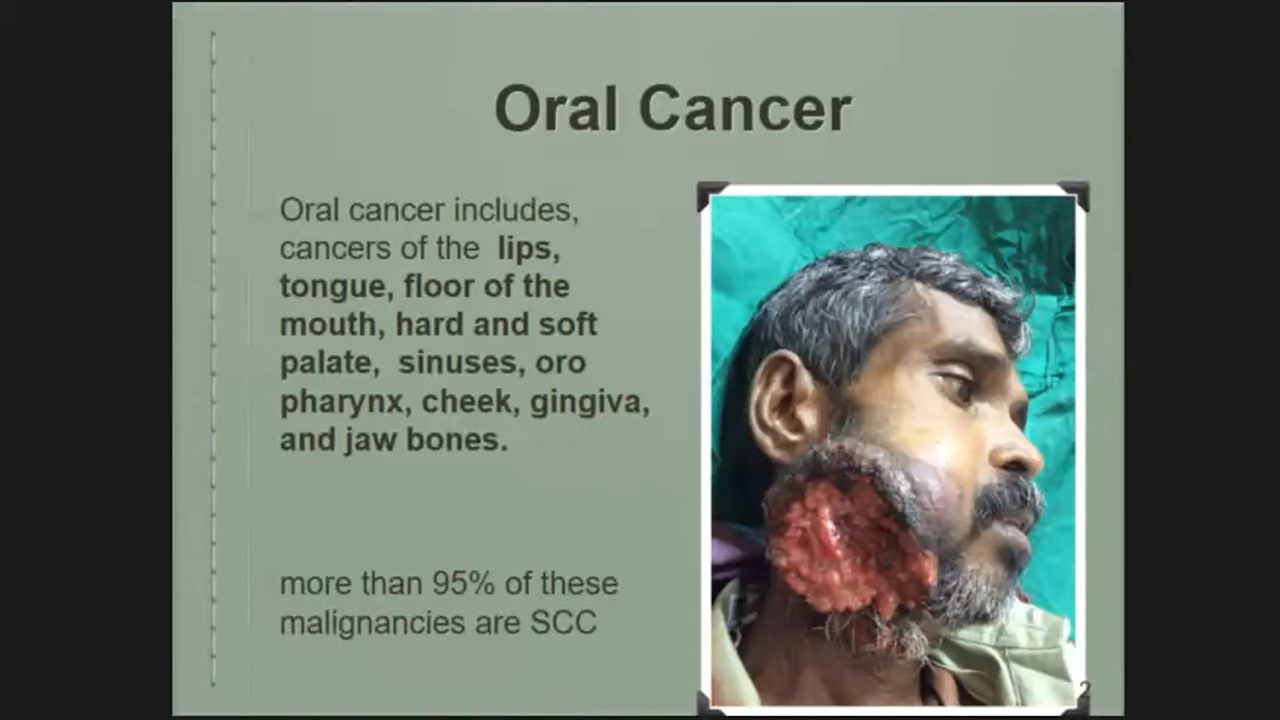 Oral Cancer
Oral cancer includes,
cancers of the lips,
tongue, floor of the
mouth, hard and soft
palate, sinuses, oro
pharynx, cheek, gingiva,
and jaw bones.
more than 95% of these
malignancies are SCC
2